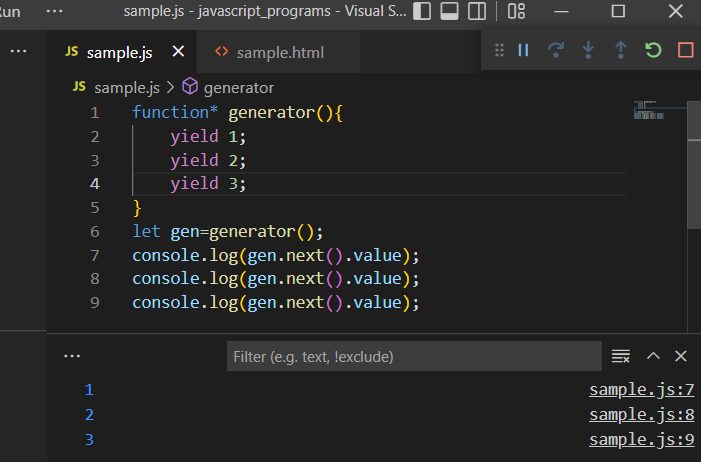 Run ··· sample.js - javascript_programs - Visual S...
··· JS sample.js × <> sample.html
JS sample.js > generator
1 function* generator(){
2     yield 1;
3     yield 2;
4     yield 3;
5 }
6 let gen=generator();
7 console.log(gen.next().value);
8 console.log(gen.next().value);
9 console.log(gen.next().value);
··· Filter (e.g. text, !exclude)
1 sample.js:7
2 sample.js:8
3 sample.js:9